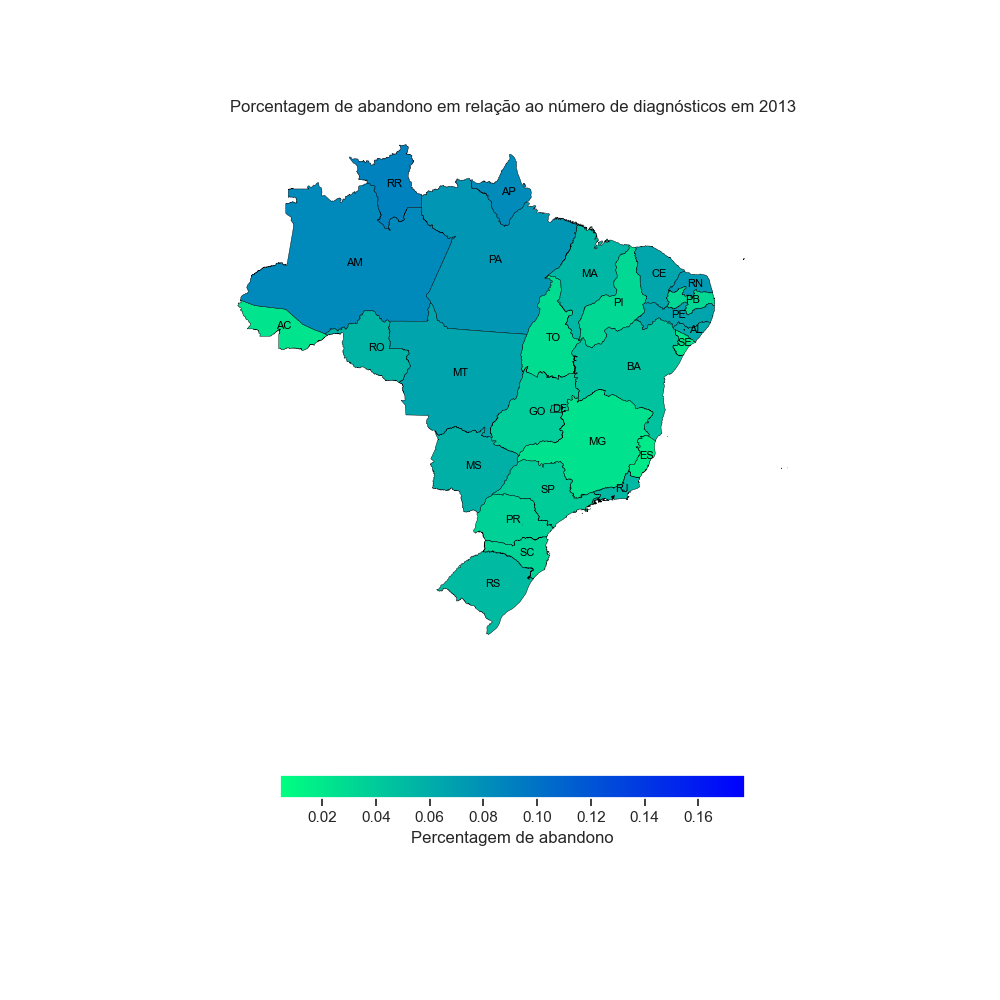 Porcentagem de abandono em relação ao número de diagnósticos em 2013
RR
AP
AM
PA
MA
CE
RN
PB
PI
PE
AL
SE
AC
TO
RO
BA
MT
GO
DF
MG
ES
MS
SP
RJ
PR
SC
RS
0.02 0.04 0.06 0.08 0.10 0.12 0.14 0.16
Percentagem de abandono